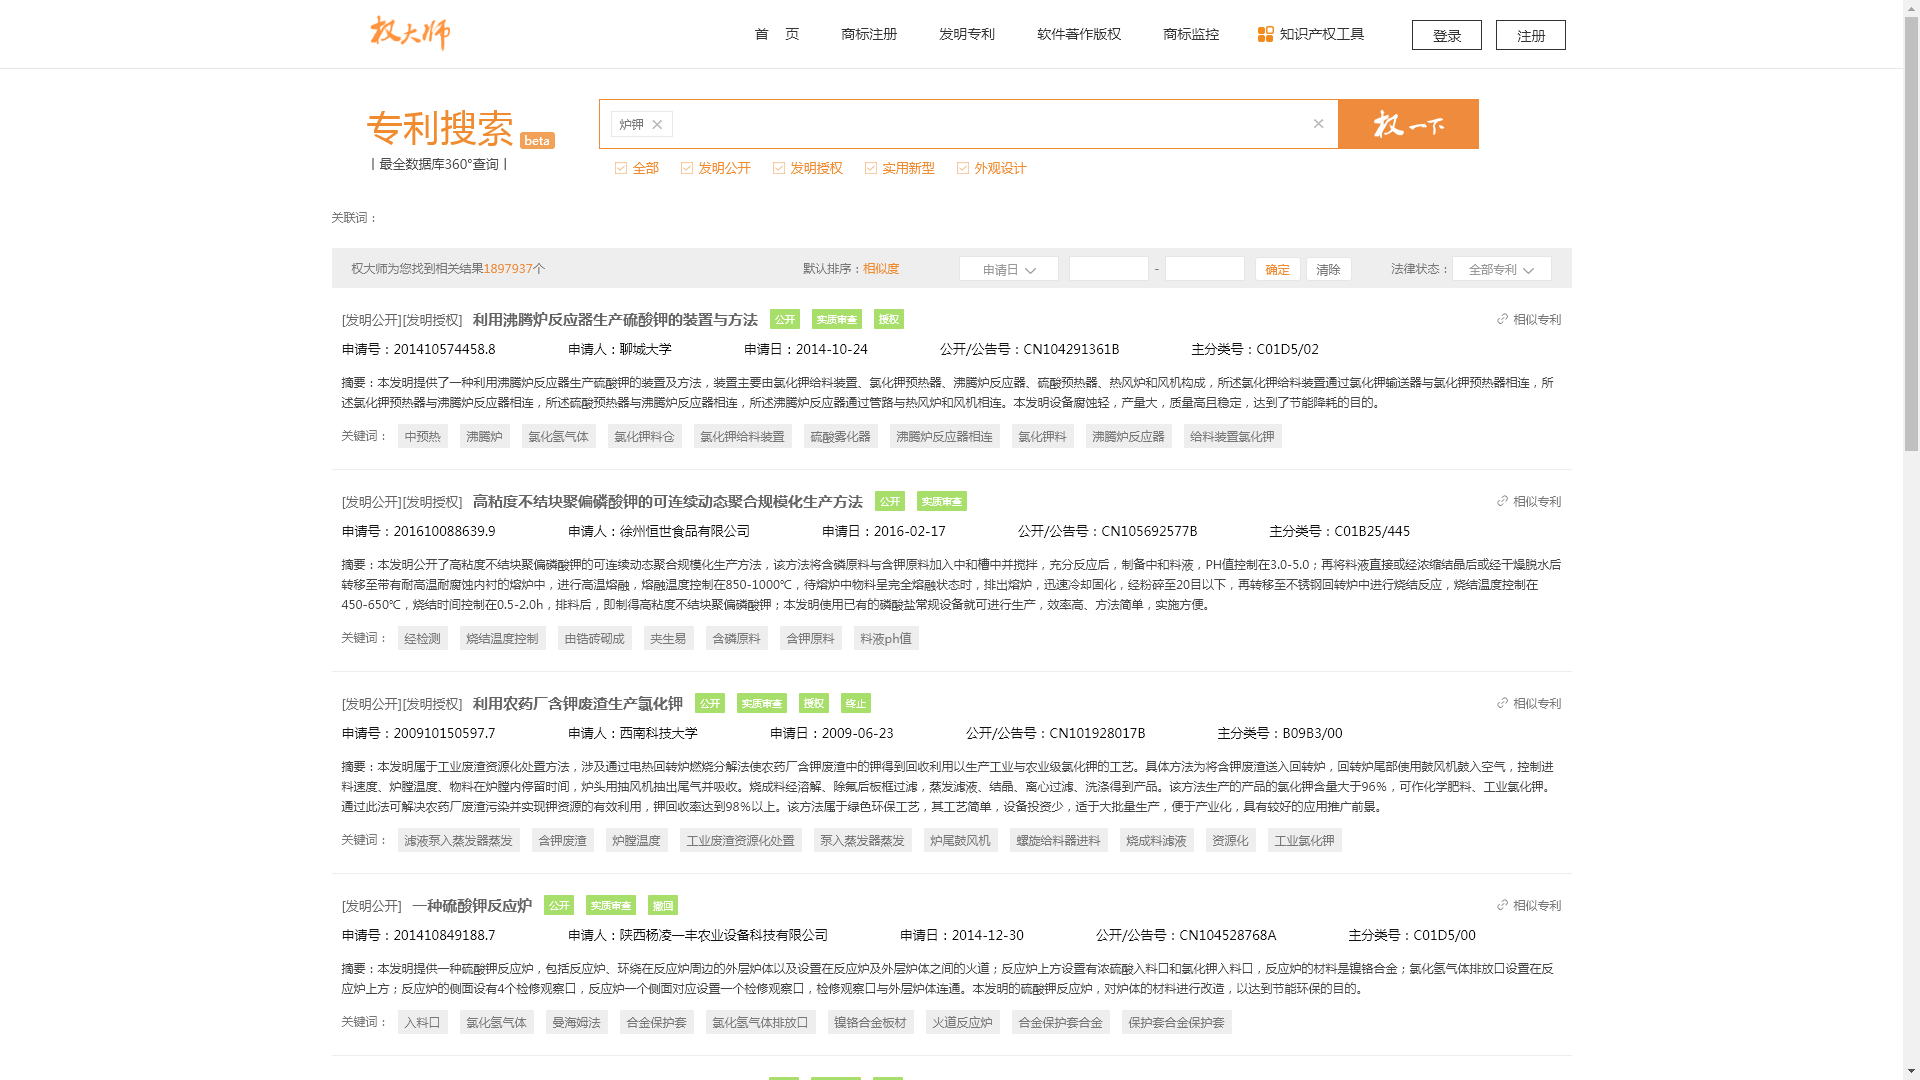 权大师
首 页 商标注册 发明专利 软件著作版权 商标监控 知识产权工具 登录 注册
专利搜索 beta
丨最全数据库360°查询丨
炉钾 × × 权一下
全部 发明公开 发明授权 实用新型 外观设计
关联词：
权大师为您找到相关结果1897937个 默认排序：相似度 申请日 - 确定 清除 法律状态： 全部专利
[发明公开][发明授权] 利用沸腾炉反应器生产硫酸钾的装置与方法 公开 实质审查 授权 相似专利
申请号：201410574458.8 申请人：聊城大学 申请日：2014-10-24 公开/公告号：CN104291361B 主分类号：C01D5/02
摘要：本发明提供了一种利用沸腾炉反应器生产硫酸钾的装置及方法，装置主要由氯化钾给料装置、氯化钾预热器、沸腾炉反应器、硫酸预热器、热风炉和风机构成，所述氯化钾给料装置通过氯化钾输送器与氯化钾预热器相连，所
述氯化钾预热器与沸腾炉反应器相连，所述硫酸预热器与沸腾炉反应器相连，所述沸腾炉反应器通过管路与热风炉和风机相连。本发明设备腐蚀轻，产量大，质量高且稳定，达到了节能降耗的目的。
关键词： 中预热 沸腾炉 氯化氢气体 氯化钾料仓 氯化钾给料装置 硫酸雾化器 沸腾炉反应器相连 氯化钾料 沸腾炉反应器 给料装置氯化钾
[发明公开][发明授权] 高粘度不结块聚偏磷酸钾的可连续动态聚合规模化生产方法 公开 实质审查 相似专利
申请号：201610088639.9 申请人：徐州恒世食品有限公司 申请日：2016-02-17 公开/公告号：CN105692577B 主分类号：C01B25/445
摘要：本发明公开了高粘度不结块聚偏磷酸钾的可连续动态聚合规模化生产方法，该方法将含磷原料与含钾原料加入中和槽中并搅拌，充分反应后，制备中和料液，PH值控制在3.0-5.0；再将料液直接或经浓缩结晶后或经干燥脱水后
转移至带有耐高温耐腐蚀内衬的熔炉中，进行高温熔融，熔融温度控制在850-1000℃，待熔炉中物料呈完全熔融状态时，排出熔炉，迅速冷却固化，经粉碎至20目以下，再转移至不锈钢回转炉中进行烧结反应，烧结温度控制在
450-650℃，烧结时间控制在0.5-2.0h，排料后，即制得高粘度不结块聚偏磷酸钾；本发明使用已有的磷酸盐常规设备就可进行生产，效率高、方法简单，实施方便。
关键词： 经检测 烧结温度控制 由锆砖砌成 夹生易 含磷原料 含钾原料 料液ph值
[发明公开][发明授权] 利用农药厂含钾废渣生产氯化钾 公开 实质审查 授权 终止 相似专利
申请号：200910150597.7 申请人：西南科技大学 申请日：2009-06-23 公开/公告号：CN101928017B 主分类号：B09B3/00
摘要：本发明属于工业废渣资源化处置方法，涉及通过电热回转炉燃烧分解法使农药厂含钾废渣中的钾得到回收利用以生产工业与农业级氯化钾的工艺。具体方法为将含钾废渣送入回转炉，回转炉尾部使用鼓风机鼓入空气，控制进
料速度、炉膛温度、物料在炉膛内停留时间，炉头用抽风机抽出尾气并吸收。烧成料经溶解、除氟后板框过滤，蒸发滤液、结晶、离心过滤、洗涤得到产品。该方法生产的产品的氯化钾含量大于96％，可作化学肥料、工业氯化钾。
通过此法可解决农药厂废渣污染并实现钾资源的有效利用，钾回收率达到98％以上。该方法属于绿色环保工艺，其工艺简单，设备投资少，适于大批量生产，便于产业化，具有较好的应用推广前景。
关键词： 滤液泵入蒸发器蒸发 含钾废渣 炉膛温度 工业废渣资源化处置 泵入蒸发器蒸发 炉尾鼓风机 螺旋给料器进料 烧成料滤液 资源化 工业氯化钾
[发明公开] 一种硫酸钾反应炉 公开 实质审查 撤回 相似专利
申请号：201410849188.7 申请人：陕西杨凌一丰农业设备科技有限公司 申请日：2014-12-30 公开/公告号：CN104528768A 主分类号：C01D5/00
摘要：本发明提供一种硫酸钾反应炉，包括反应炉、环绕在反应炉周边的外层炉体以及设置在反应炉及外层炉体之间的火道；反应炉上方设置有浓硫酸入料口和氯化钾入料口，反应炉的材料是镍铬合金；氯化氢气体排放口设置在反
应炉上方；反应炉的侧面设有4个检修观察口，反应炉一个侧面对应设置一个检修观察口，检修观察口与外层炉体连通。本发明的硫酸钾反应炉，对炉体的材料进行改造，以达到节能环保的目的。
关键词： 入料口 氯化氢气体 曼海姆法 合金保护套 氯化氢气体排放口 镍铬合金板材 火道反应炉 合金保护套合金 保护套合金保护套